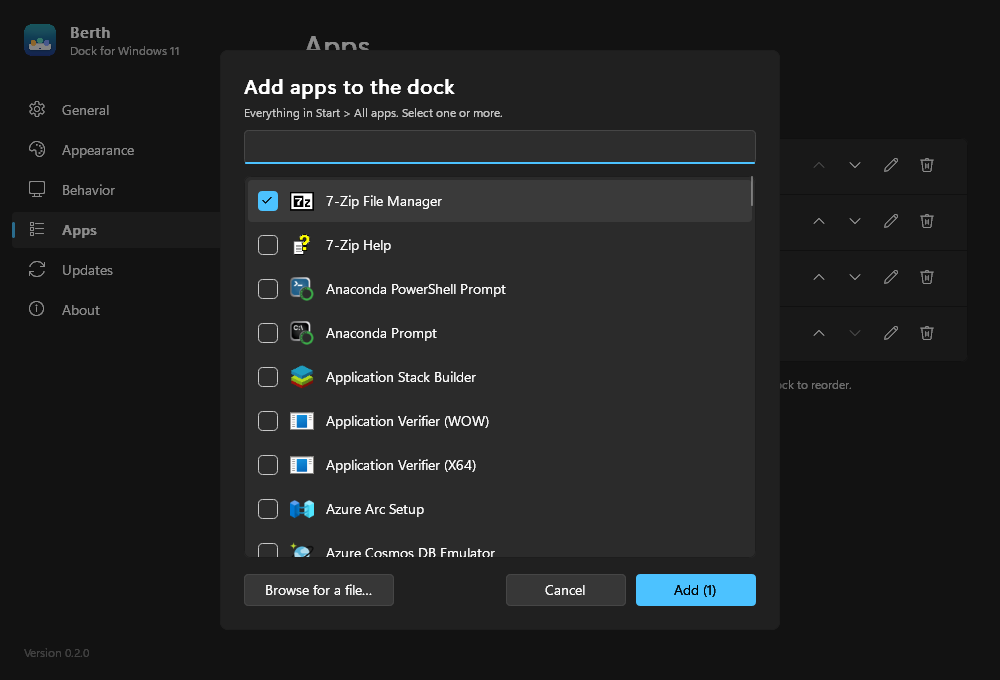 Berth
Dock for Windows 11
General
Appearance
Behavior
Apps
Updates
About
Version 0.2.0
Apps
Add apps to the dock
Everything in Start > All apps. Select one or more.
7-Zip File Manager
7-Zip Help
Anaconda PowerShell Prompt
Anaconda Prompt
Application Stack Builder
Application Verifier (WOW)
Application Verifier (X64)
Azure Arc Setup
Azure Cosmos DB Emulator
Browse for a file...
Cancel
Add (1)
to reorder.